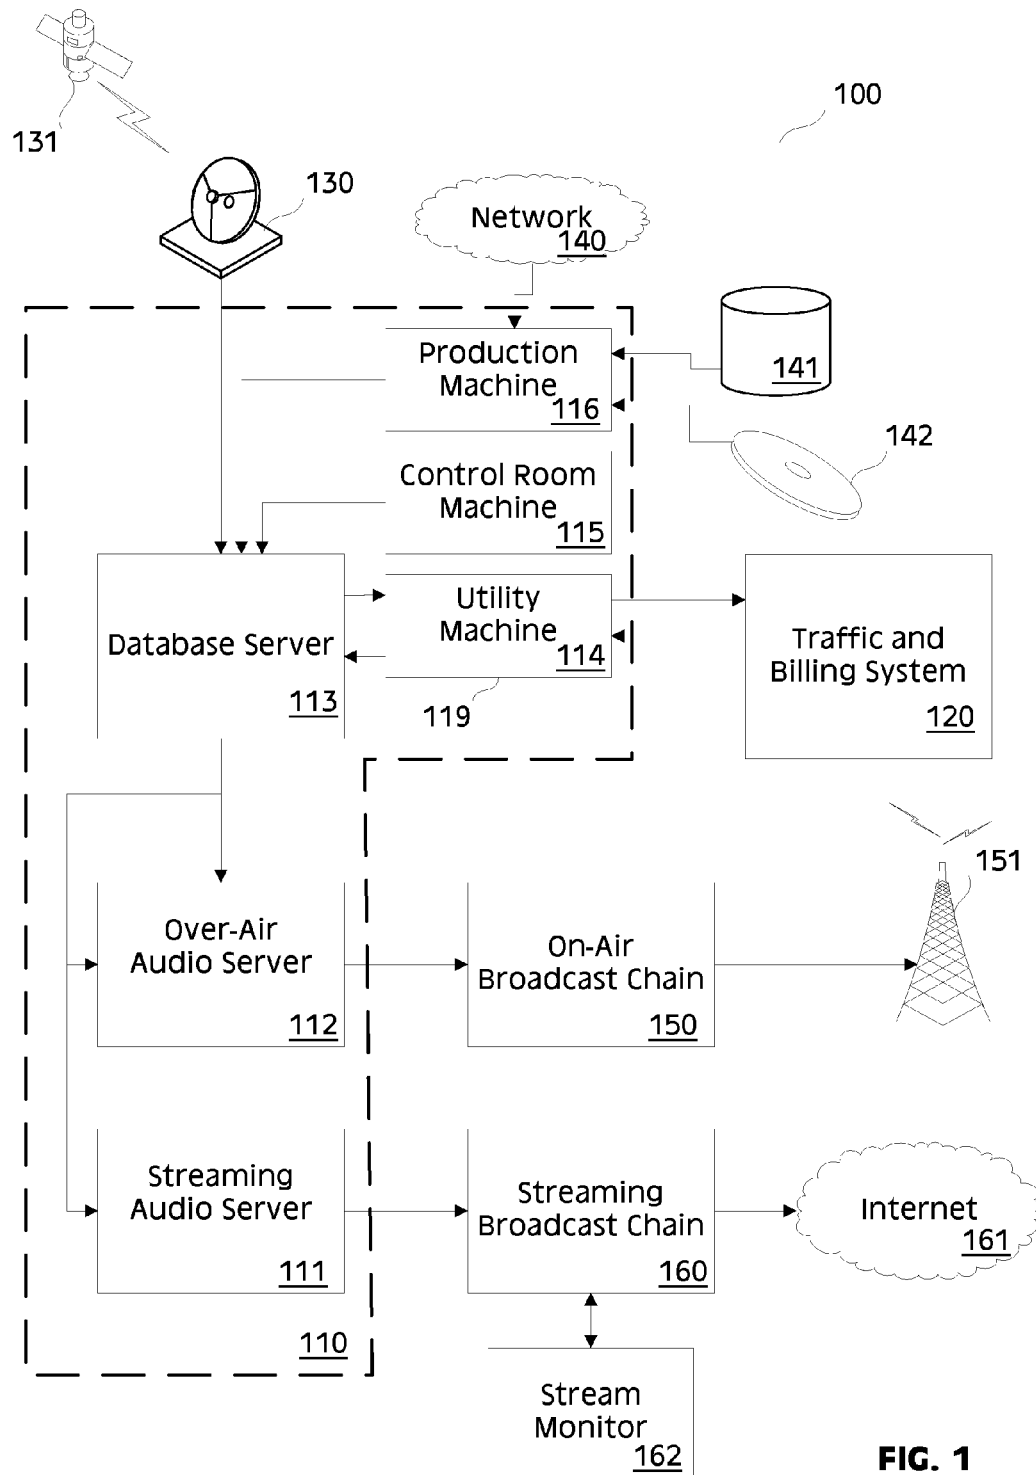 131
100
130
Network
140
Production
Machine
116
141
142
Control Room
Machine
115
Utility
Machine
114
Database Server
113
119
Traffic and
Billing System
120
151
Over-Air
Audio Server
112
On-Air
Broadcast Chain
150
Streaming
Audio Server
111
Streaming
Broadcast Chain
160
Internet
161
110
Stream
Monitor
162
FIG. 1